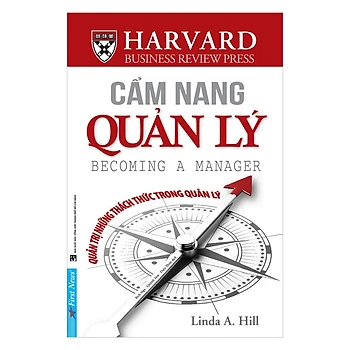 HARVARD
BUSINESS REVIEW PRESS
CẨM NANG
QUẢN LÝ
BECOMING A MANAGER
QUẢN TRỊ NHỮNG THÁCH THỨC TRONG QUẢN LÝ
First News
Linda A. Hill